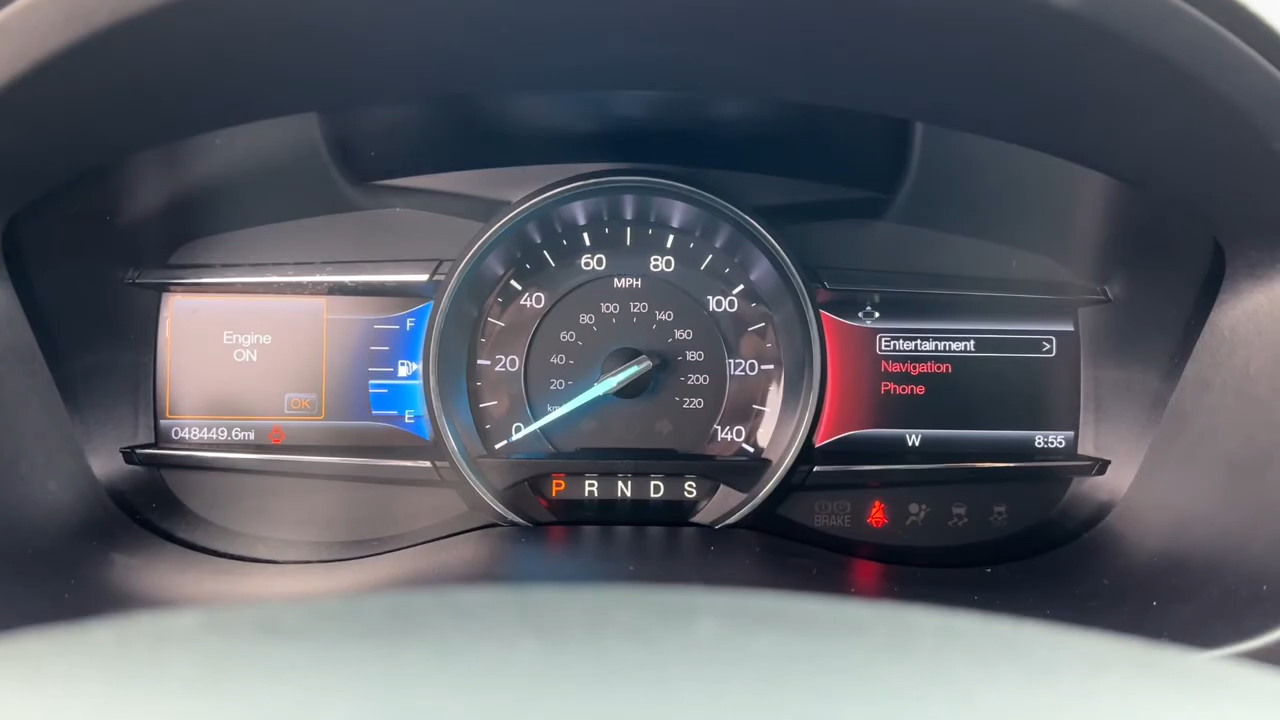 Engine
ON
OK
048449.6mi
F
E
MPH
0
20
40
60
80
100
120
140
20
40
60
80
100
120
140
160
180
200
220
P R N D S
Entertainment >
Navigation
Phone
W 8:55
BRAKE